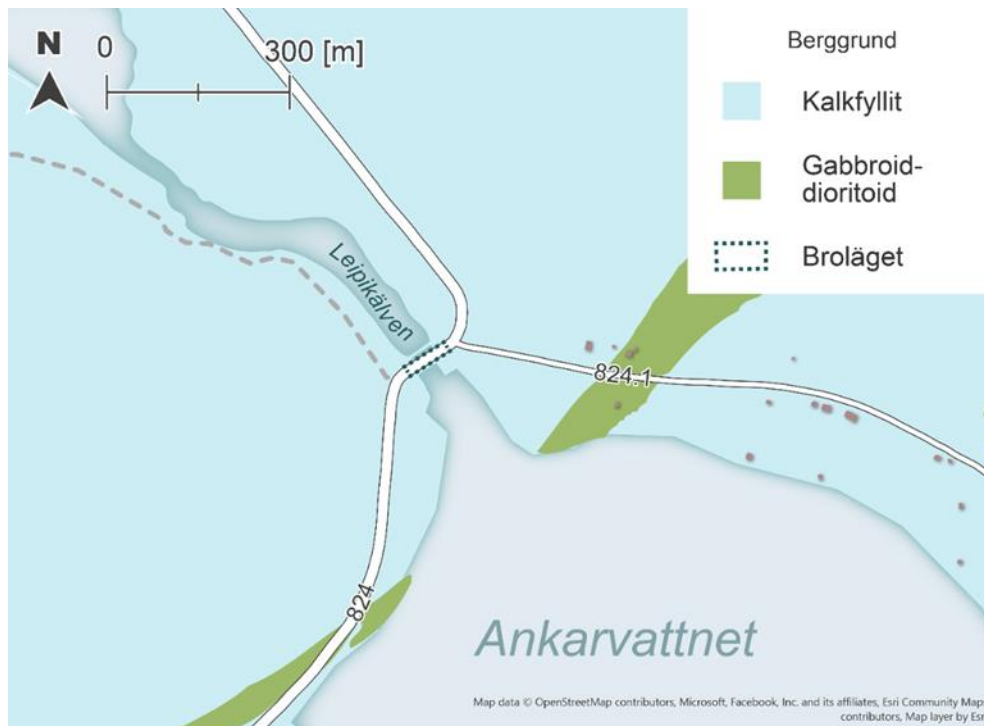 N
0
300 [m]
Berggrund
Kalkfyllit
Gabbroid-
dioritoid
Broläget
Leipikälven
824.1
824
Ankarvattnet
Map data © OpenStreetMap contributors, Microsoft, Facebook, Inc. and its affiliates, Esri Community Maps
contributors, Map layer by Esri